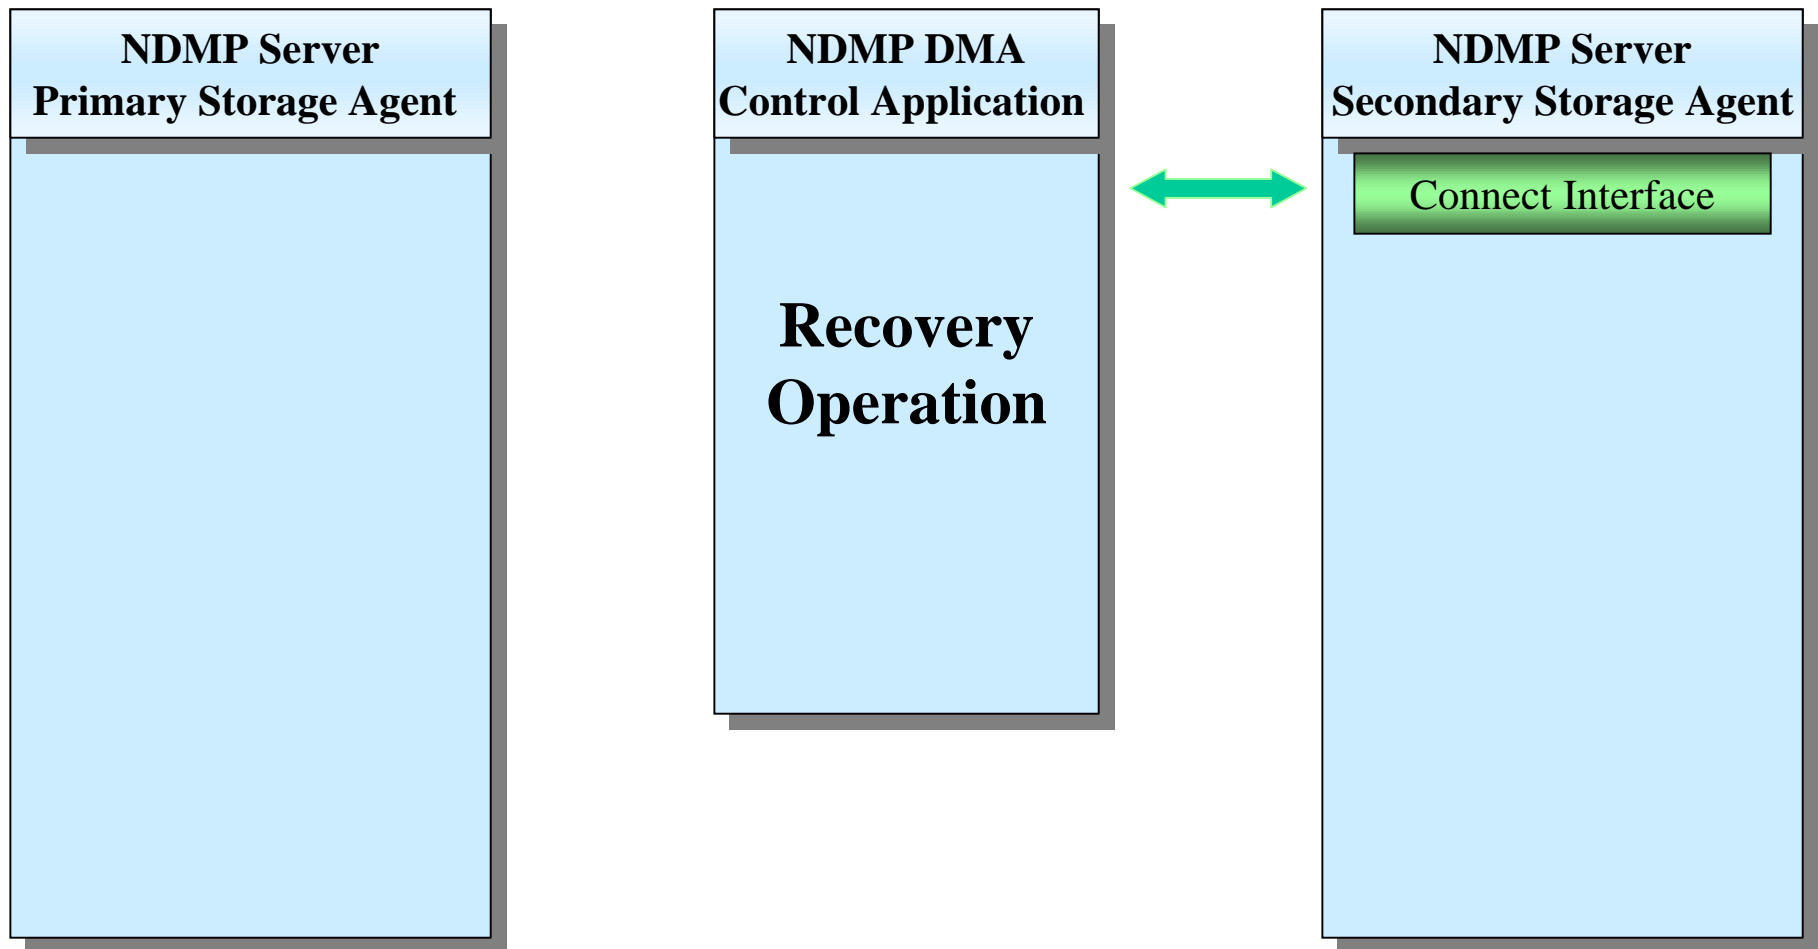 NDMP Server
Primary Storage Agent
NDMP DMA
Control Application
NDMP Server
Secondary Storage Agent
Connect Interface
Recovery
Operation